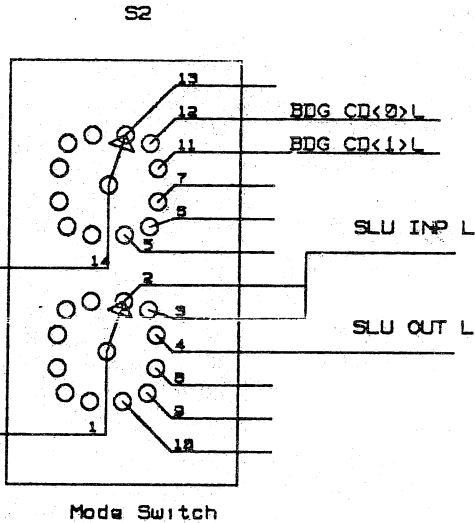 S2
13
12 BDG CD<0>L
11 BDG CD<1>L
7
6
5
14
SLU INP L
2
3
4 SLU OUT L
8
9
1
10
Mode Switch